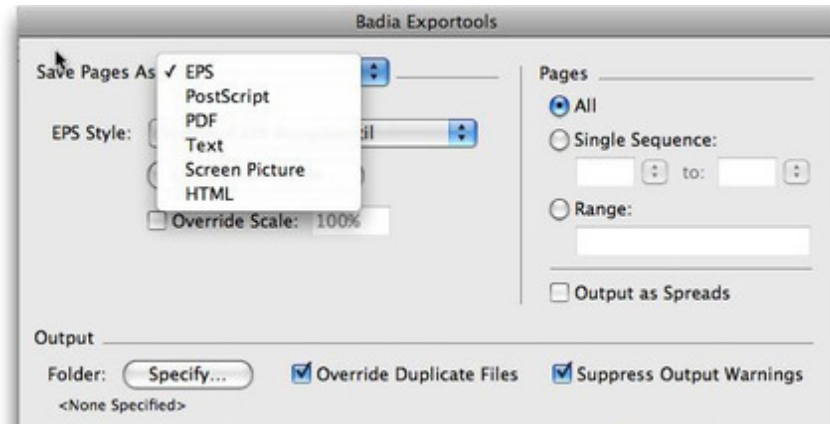 Badia Exportools
Save Pages As ✓ EPS
PostScript
PDF
Text
Screen Picture
HTML
EPS Style:
Override Scale: 100%
Pages
All
Single Sequence:
to:
Range:
Output as Spreads
Output
Folder: Specify... Override Duplicate Files Suppress Output Warnings
<None Specified>